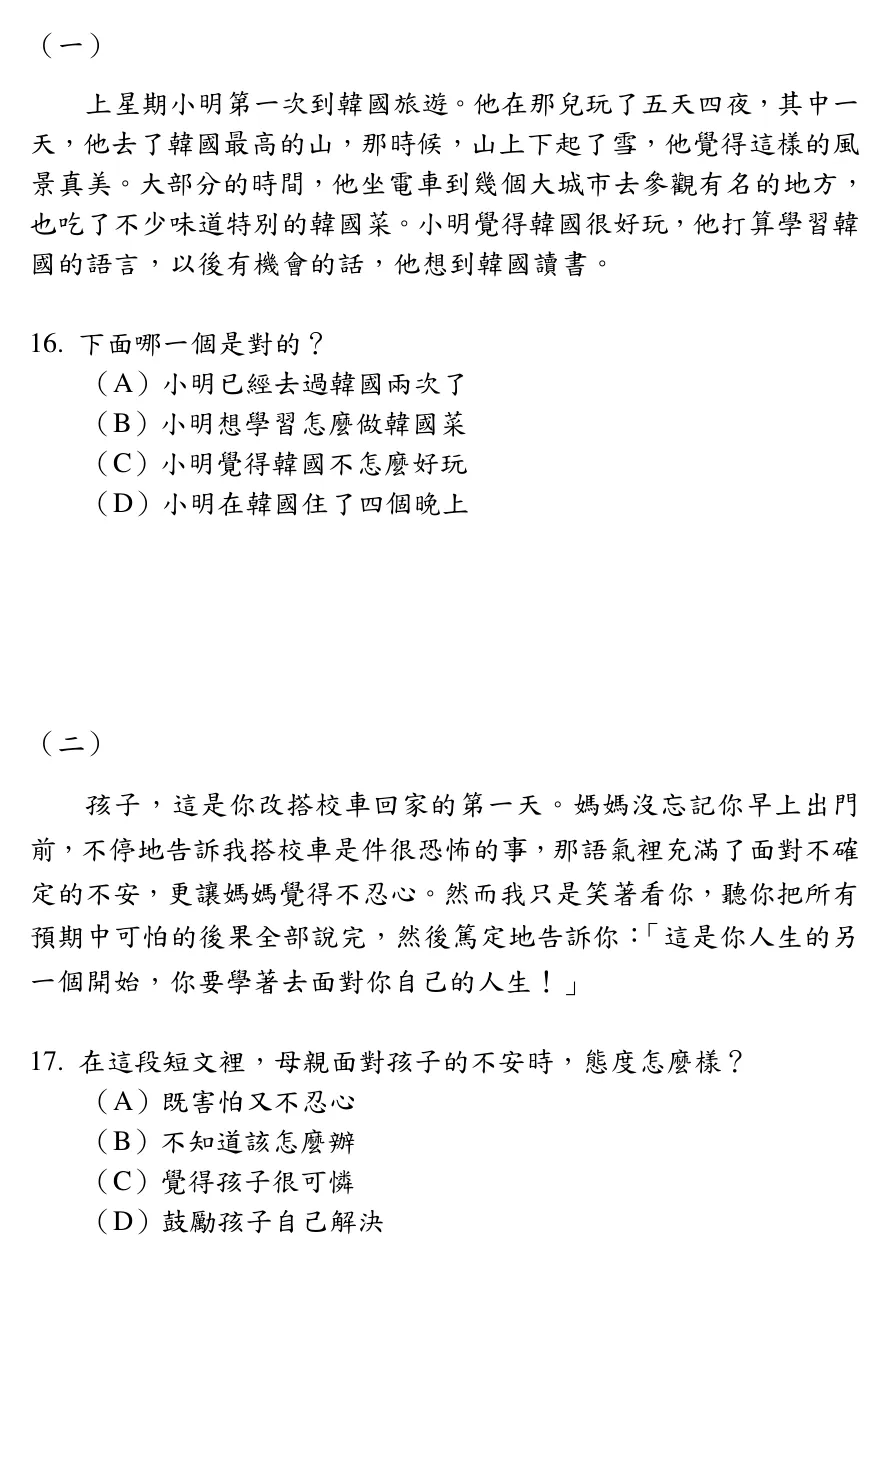 （一）
上星期小明第一次到韓國旅遊。他在那兒玩了五天四夜，其中一
天，他去了韓國最高的山，那時候，山上下起了雪，他覺得這樣的風
景真美。大部分的時間，他坐電車到幾個大城市去參觀有名的地方，
也吃了不少味道特別的韓國菜。小明覺得韓國很好玩，他打算學習韓
國的語言，以後有機會的話，他想到韓國讀書。
16. 下面哪一個是對的？
（A）小明已經去過韓國兩次了
（B）小明想學習怎麼做韓國菜
（C）小明覺得韓國不怎麼好玩
（D）小明在韓國住了四個晚上
（二）
孩子，這是你改搭校車回家的第一天。媽媽沒忘記你早上出門
前，不停地告訴我搭校車是件很恐怖的事，那語氣裡充滿了面對不確
定的不安，更讓媽媽覺得不忍心。然而我只是笑著看你，聽你把所有
預期中可怕的後果全部說完，然後篤定地告訴你：「這是你人生的另
一個開始，你要學著去面對你自己的人生！」
17. 在這段短文裡，母親面對孩子的不安時，態度怎麼樣？
（A）既害怕又不忍心
（B）不知道該怎麼辦
（C）覺得孩子很可憐
（D）鼓勵孩子自己解決